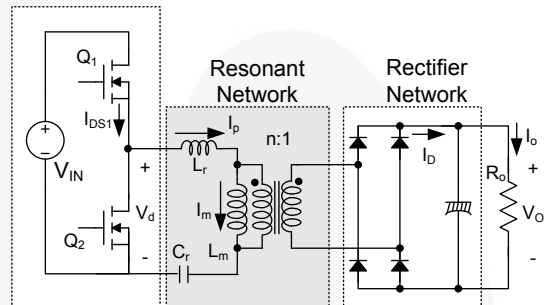 Resonant
Network
Rectifier
Network
Q1
IDS1
Ip
n:1
ID
Io
+
VIN
+
Lr
Ro
+
Vd
Im
VO
Q2
-
Cr
Lm
-